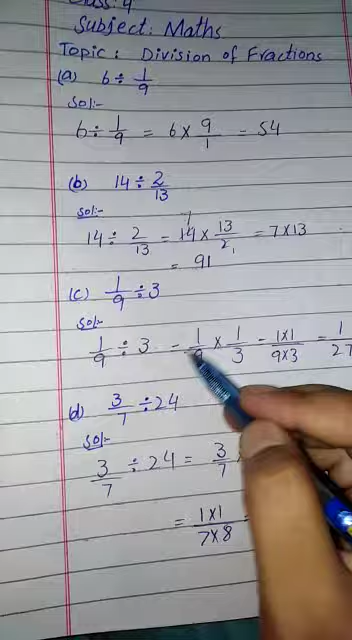 Class: 4
Subject: Maths
Topic: Division of Fractions
(a) 6 ÷ 1/9
Sol:-
6 ÷ 1/9 = 6 × 9/1 = 54
(b) 14 ÷ 2/13
Sol:-
14 ÷ 2/13 = 14 × 13/2 = 7 × 13
= 91
(c) 1/9 ÷ 3
Sol:-
1/9 ÷ 3 = 1/9 × 1/3 = 1×1/9×3 = 1/27
(d) 3/7 ÷ 24
Sol:-
3/7 ÷ 24 = 3/7 ×
= 1×1/7×8 =